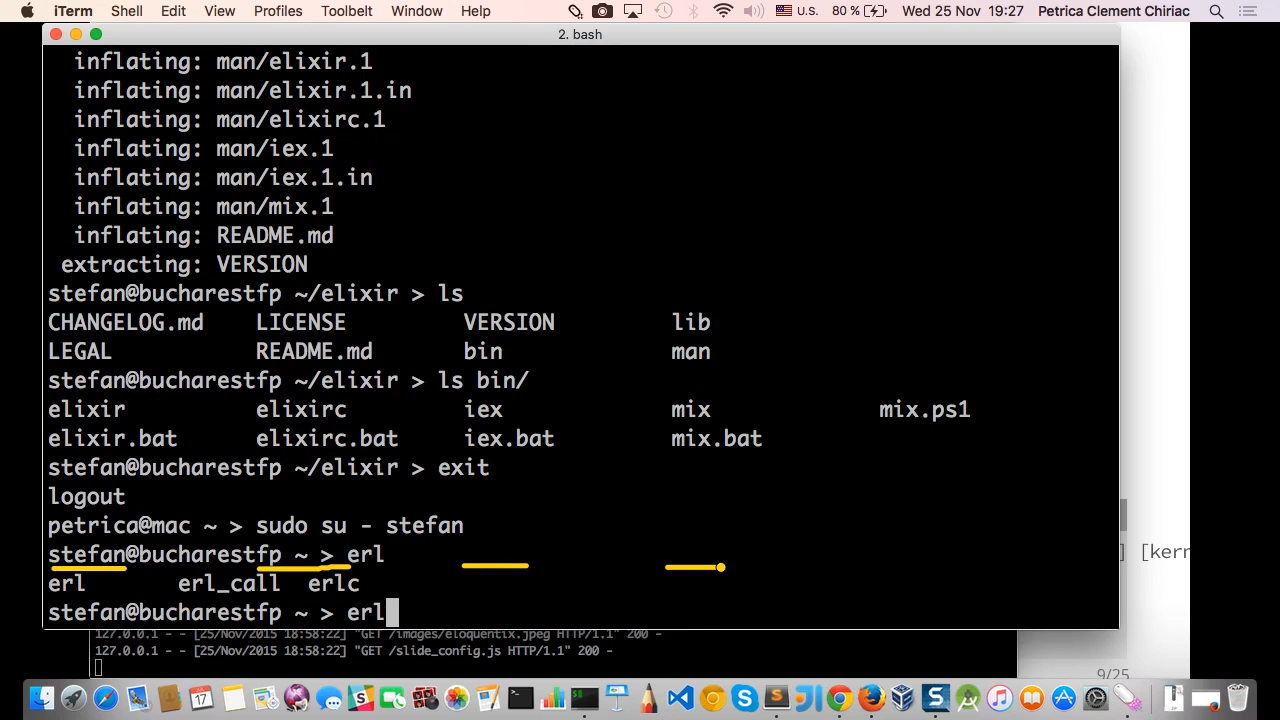 iTerm Shell Edit View Profiles Toolbelt Window Help U.S. 80 % Wed 25 Nov 19:27 Petrica Clement Chiriac
2. bash
inflating: man/elixir.1
inflating: man/elixir.1.in
inflating: man/elixirc.1
inflating: man/iex.1
inflating: man/iex.1.in
inflating: man/mix.1
inflating: README.md
extracting: VERSION
stefan@bucharestfp ~/elixir > ls
CHANGELOG.md LICENSE VERSION lib
LEGAL README.md bin man
stefan@bucharestfp ~/elixir > ls bin/
elixir elixirc iex mix mix.ps1
elixir.bat elixirc.bat iex.bat mix.bat
stefan@bucharestfp ~/elixir > exit
logout
petrica@mac ~ > sudo su - stefan
stefan@bucharestfp ~ > erl
] [kern
erl erl_call erlc
stefan@bucharestfp ~ > erl
127.0.0.1 - - [25/Nov/2015 18:58:22] "GET /images/eloquentix.jpeg HTTP/1.1" 200 -
127.0.0.1 - - [25/Nov/2015 18:58:22] "GET /slide_config.js HTTP/1.1" 200 -
9/25
17